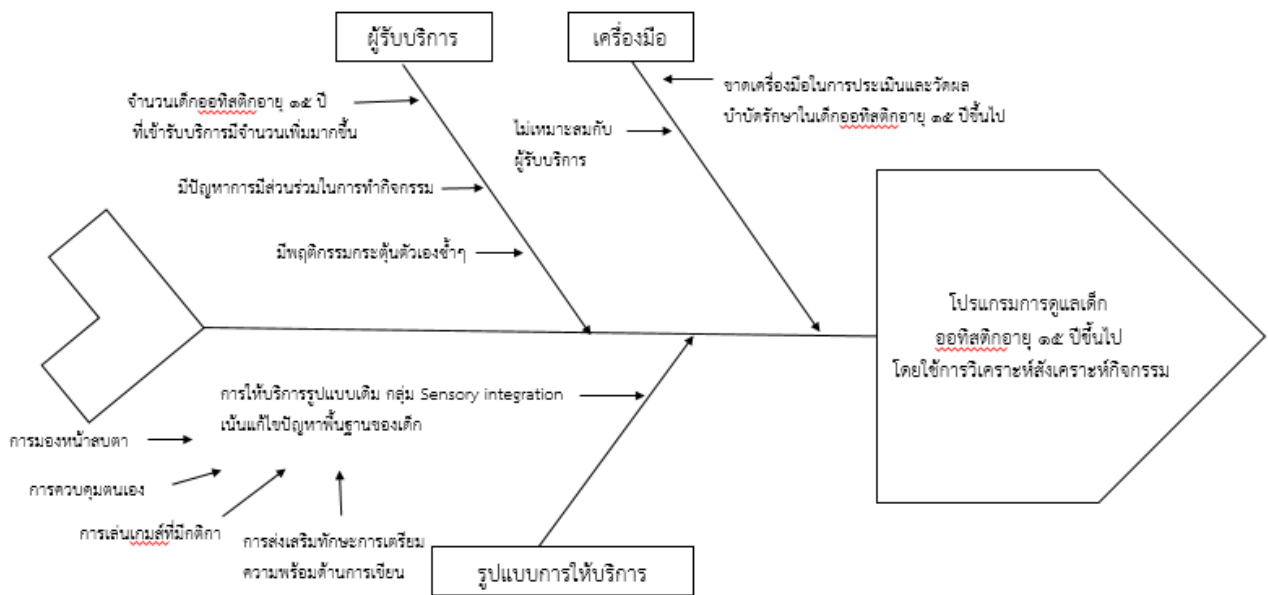 ผู้รับบริการ
เครื่องมือ
จำนวนเด็กออทิสติกอายุ ๑๕ ปี
ที่เข้ารับบริการมีจำนวนเพิ่มมากขึ้น
ขาดเครื่องมือในการประเมินและวัดผล
บำบัดรักษาในเด็กออทิสติกอายุ ๑๕ ปีขึ้นไป
ไม่เหมาะสมกับ
ผู้รับบริการ
มีปัญหาการมีส่วนร่วมในการทำกิจกรรม
มีพฤติกรรมกระตุ้นตัวเองซ้ำๆ
โปรแกรมการดูแลเด็ก
ออทิสติกอายุ ๑๕ ปีขึ้นไป
โดยใช้การวิเคราะห์สังเคราะห์กิจกรรม
การให้บริการรูปแบบเดิม กลุ่ม Sensory integration
เน้นแก้ไขปัญหาพื้นฐานของเด็ก
การมองหน้าสบตา
การควบคุมตนเอง
การเล่นเกมส์ที่มีกติกา
การส่งเสริมทักษะการเตรียม
ความพร้อมด้านการเขียน
รูปแบบการให้บริการ